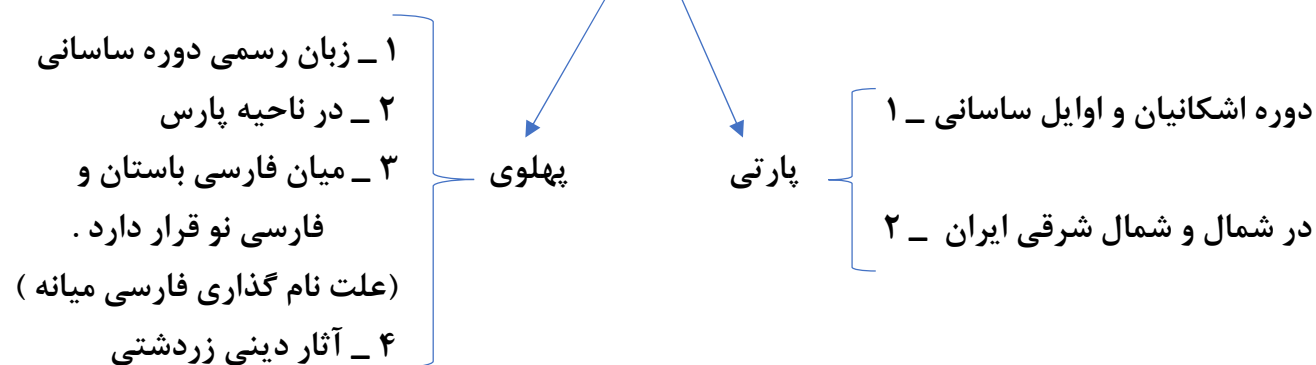 دوره اشکانیان و اوایل ساسانی _ ۱
پارتی
در شمال و شمال شرقی ایران _ ۲
پهلوی
۱ _ زبان رسمی دوره ساسانی
۲ _ در ناحیه پارس
۳ _ میان فارسی باستان و
فارسی نو قرار دارد .
(علت نام گذاری فارسی میانه )
۴ _ آثار دینی زردشتی